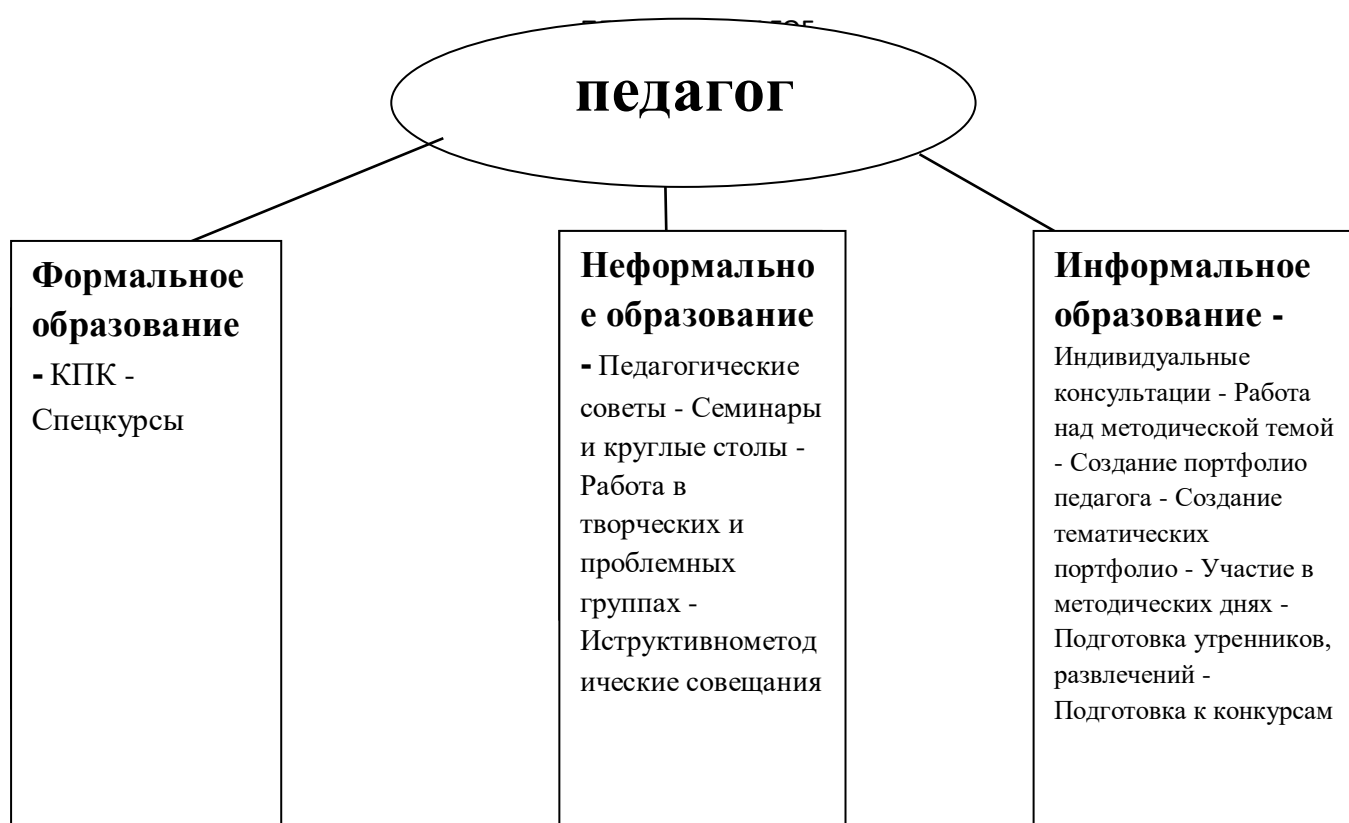 педагог
Формальное
образование
- КПК -
Спецкурсы
Неформально
е образование
- Педагогические
советы - Семинары
и круглые столы -
Работа в
творческих и
проблемных
группах -
Иструктивнометод
ические совещания
Информальное
образование -
Индивидуальные
консультации - Работа
над методической темой
- Создание портфолио
педагога - Создание
тематических
портфолио - Участие в
методических днях -
Подготовка утренников,
развлечений -
Подготовка к конкурсам